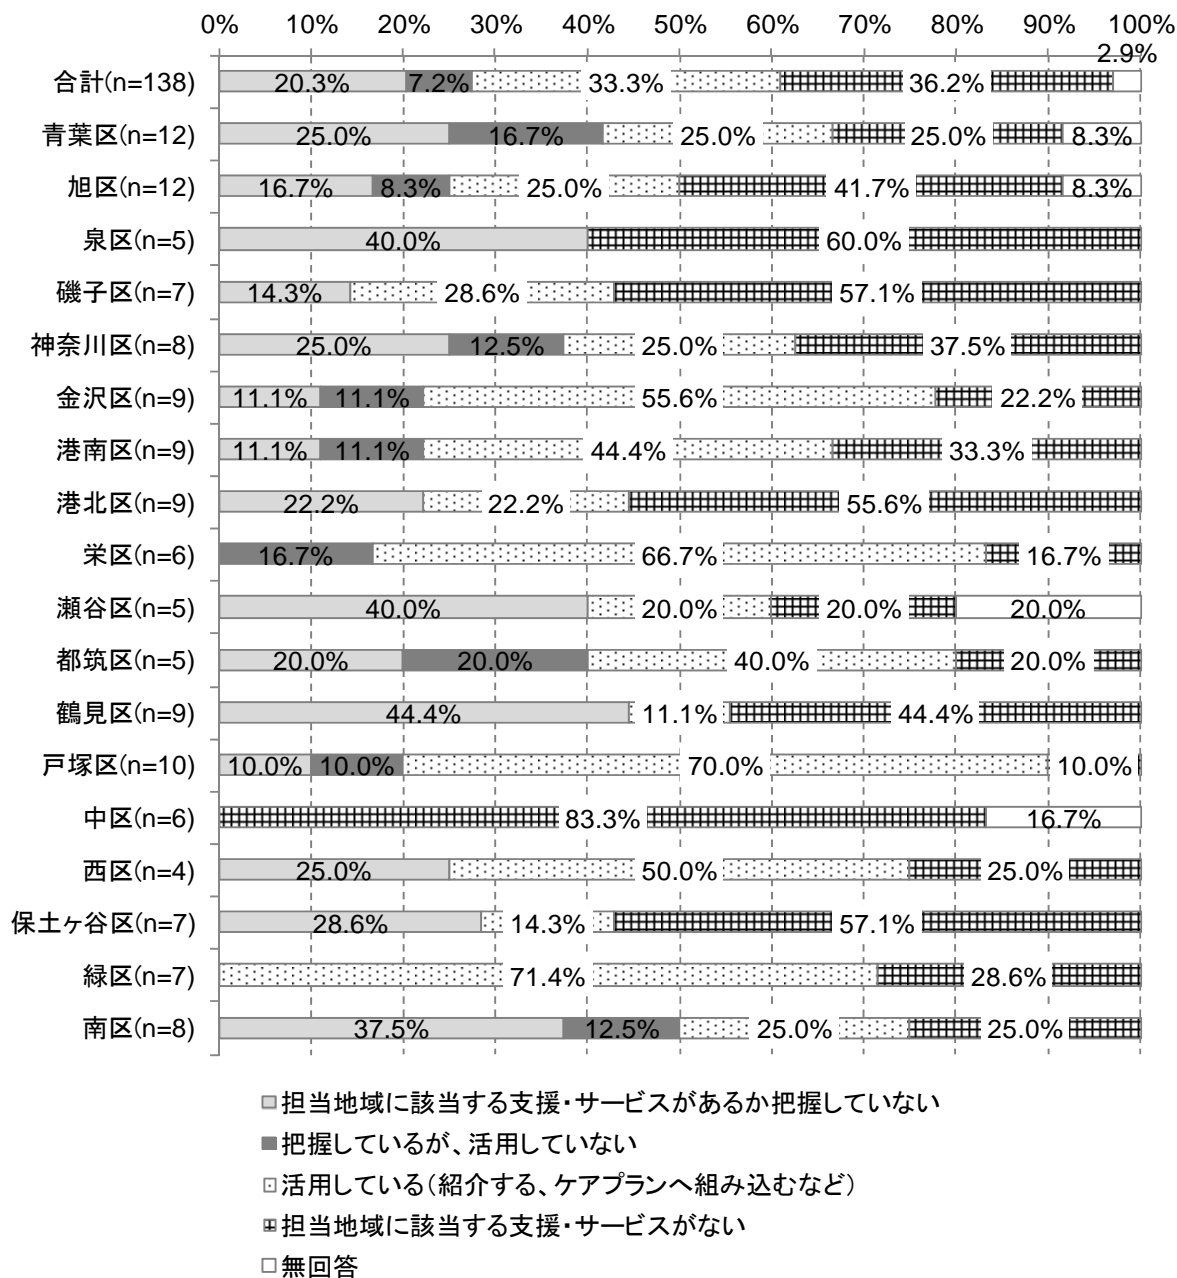 0% 10% 20% 30% 40% 50% 60% 70% 80% 90% 100%
2.9%
合計(n=138) 20.3% 7.2% 33.3% 36.2%
青葉区(n=12) 25.0% 16.7% 25.0% 25.0% 8.3%
旭区(n=12) 16.7% 8.3% 25.0% 41.7% 8.3%
泉区(n=5) 40.0% 60.0%
磯子区(n=7) 14.3% 28.6% 57.1%
神奈川区(n=8) 25.0% 12.5% 25.0% 37.5%
金沢区(n=9) 11.1% 11.1% 55.6% 22.2%
港南区(n=9) 11.1% 11.1% 44.4% 33.3%
港北区(n=9) 22.2% 22.2% 55.6%
栄区(n=6) 16.7% 66.7% 16.7%
瀬谷区(n=5) 40.0% 20.0% 20.0% 20.0%
都筑区(n=5) 20.0% 20.0% 40.0% 20.0%
鶴見区(n=9) 44.4% 11.1% 44.4%
戸塚区(n=10) 10.0% 10.0% 70.0% 10.0%
中区(n=6) 83.3% 16.7%
西区(n=4) 25.0% 50.0% 25.0%
保土ヶ谷区(n=7) 28.6% 14.3% 57.1%
緑区(n=7) 71.4% 28.6%
南区(n=8) 37.5% 12.5% 25.0% 25.0%
担当地域に該当する支援・サービスがあるか把握していない
把握しているが、活用していない
活用している(紹介する、ケアプランへ組み込むなど)
担当地域に該当する支援・サービスがない
無回答